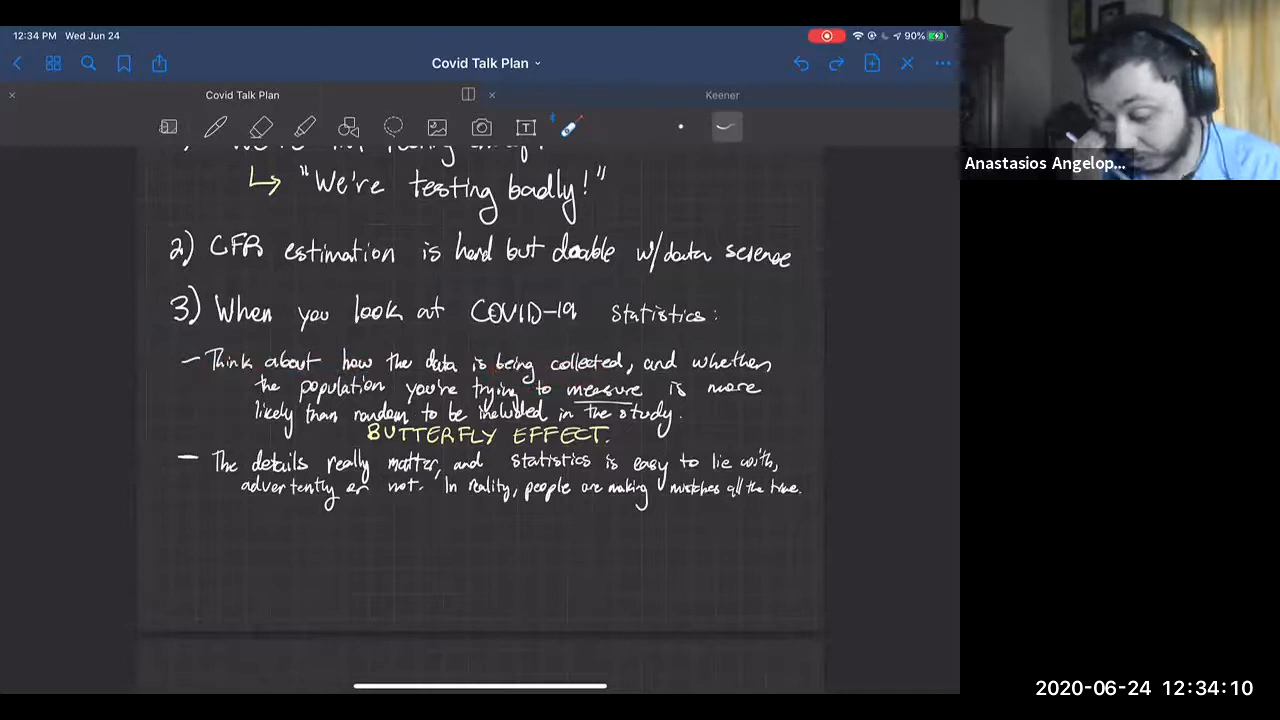 12:34 PM Wed Jun 24
90%
Covid Talk Plan
Covid Talk Plan
Keener
Anastasios Angelop...
"We're testing badly!"
2) CFR estimation is hard but doable w/data science
3) When you look at COVID-19 statistics:
- Think about how the data is being collected, and whether
the population you're trying to measure is more
likely than random to be included in the study.
BUTTERFLY EFFECT.
- The details really matter, and statistics is easy to lie with,
advertently or not. In reality, people are making mistakes all the time.
2020-06-24 12:34:10